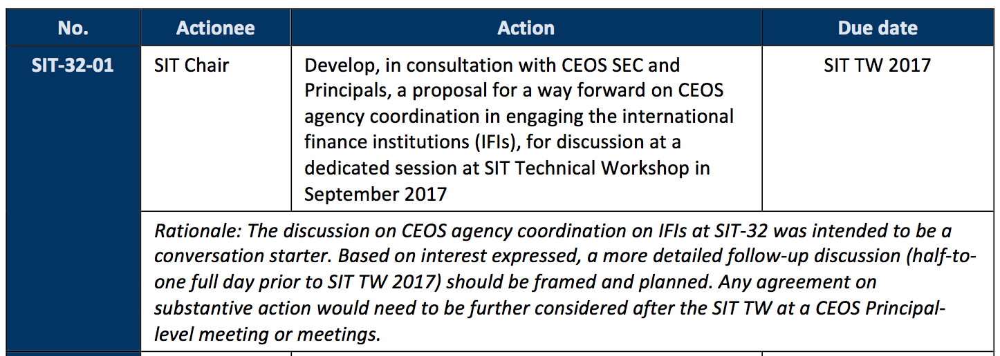 No. Actionee Action Due date
SIT-32-01 SIT Chair Develop, in consultation with CEOS SEC and SIT TW 2017
Principals, a proposal for a way forward on CEOS
agency coordination in engaging the international
finance institutions (IFIs), for discussion at a
dedicated session at SIT Technical Workshop in
September 2017
Rationale: The discussion on CEOS agency coordination on IFIs at SIT-32 was intended to be a
conversation starter. Based on interest expressed, a more detailed follow-up discussion (half-to-
one full day prior to SIT TW 2017) should be framed and planned. Any agreement on
substantive action would need to be further considered after the SIT TW at a CEOS Principal-
level meeting or meetings.